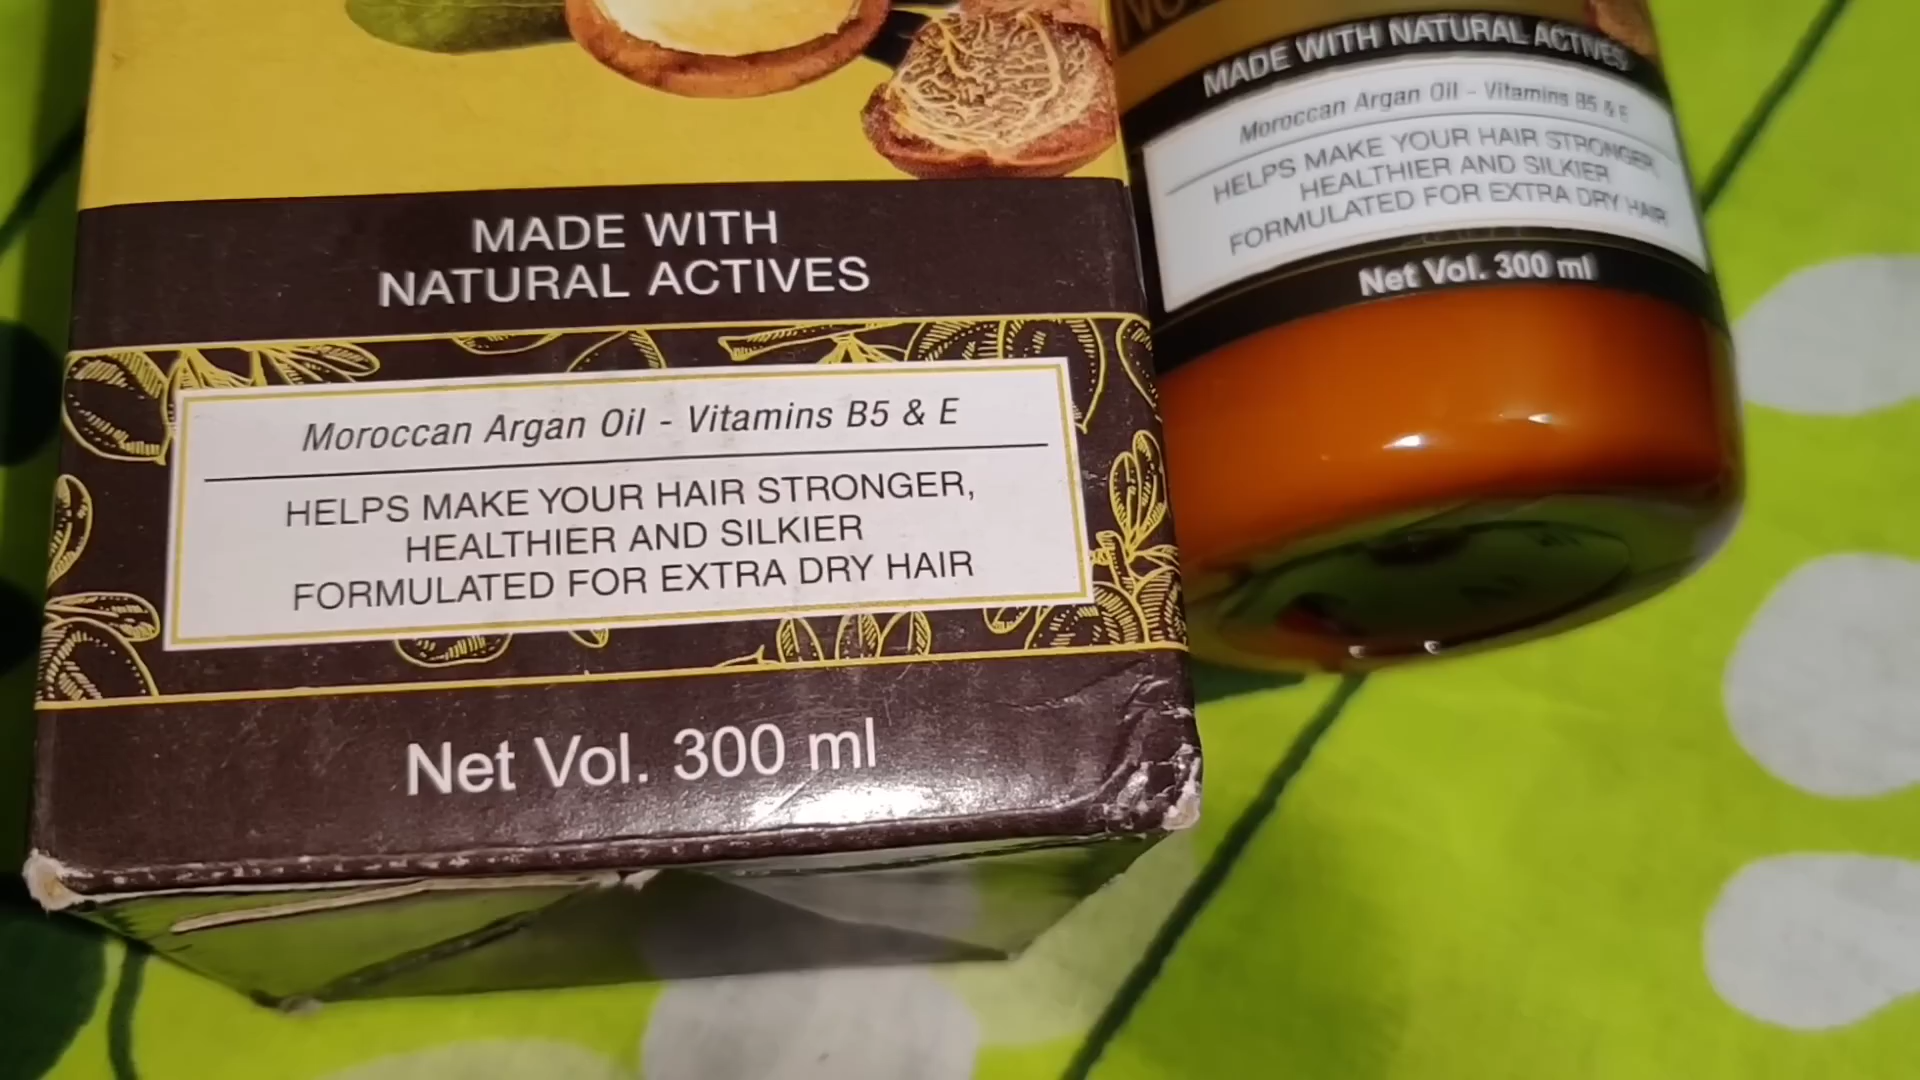 MADE WITH
NATURAL ACTIVES
Moroccan Argan Oil - Vitamins B5 & E
HELPS MAKE YOUR HAIR STRONGER,
HEALTHIER AND SILKIER
FORMULATED FOR EXTRA DRY HAIR
Net Vol. 300 ml
MADE WITH NATURAL ACTIVES
Moroccan Argan Oil - Vitamins B5 & E
HELPS MAKE YOUR HAIR STRONGER,
HEALTHIER AND SILKIER
FORMULATED FOR EXTRA DRY HAIR
Net Vol. 300 ml